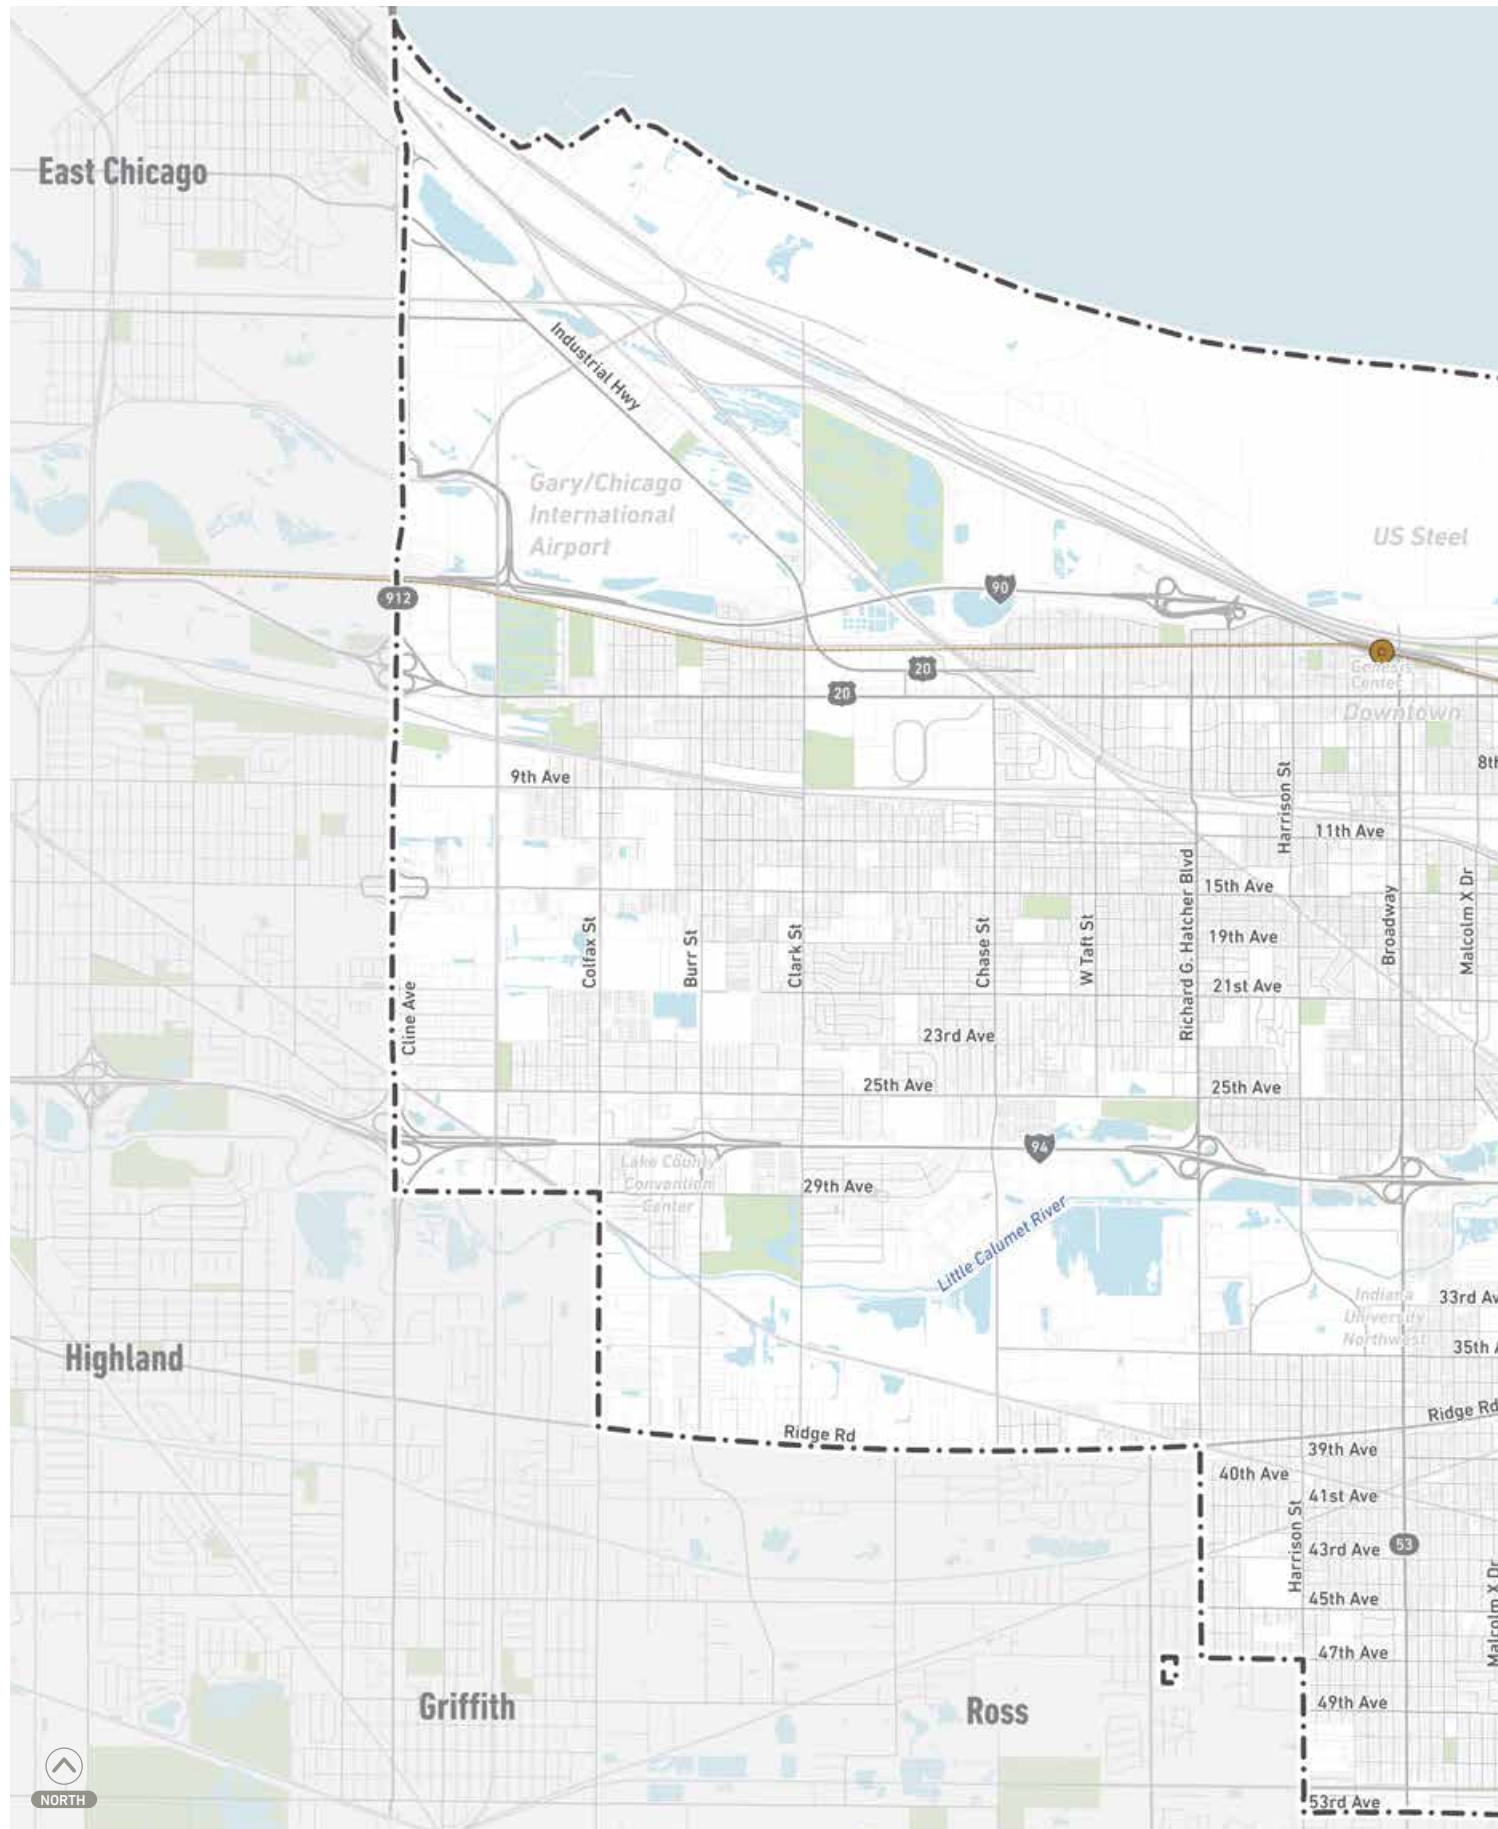 East Chicago
Industrial Hwy
Gary/Chicago
International
Airport
US Steel
90
912
20
20
Genesis
Center
Downtown
8th
9th Ave
Harrison St
11th Ave
Richard G. Hatcher Blvd
15th Ave
Broadway
Malcolm X Dr
Colfax St
Burr St
Clark St
Chase St
W Taft St
19th Ave
21st Ave
Cline Ave
23rd Ave
25th Ave
25th Ave
94
Lake County
Convention
Center
29th Ave
Little Calumet River
Indiana
University
Northwest
33rd Av
35th A
Highland
Ridge Rd
Ridge Rd
39th Ave
40th Ave
41st Ave
Harrison St
43rd Ave
53
45th Ave
Malcolm X Dr
47th Ave
49th Ave
Griffith
Ross
NORTH
53rd Ave